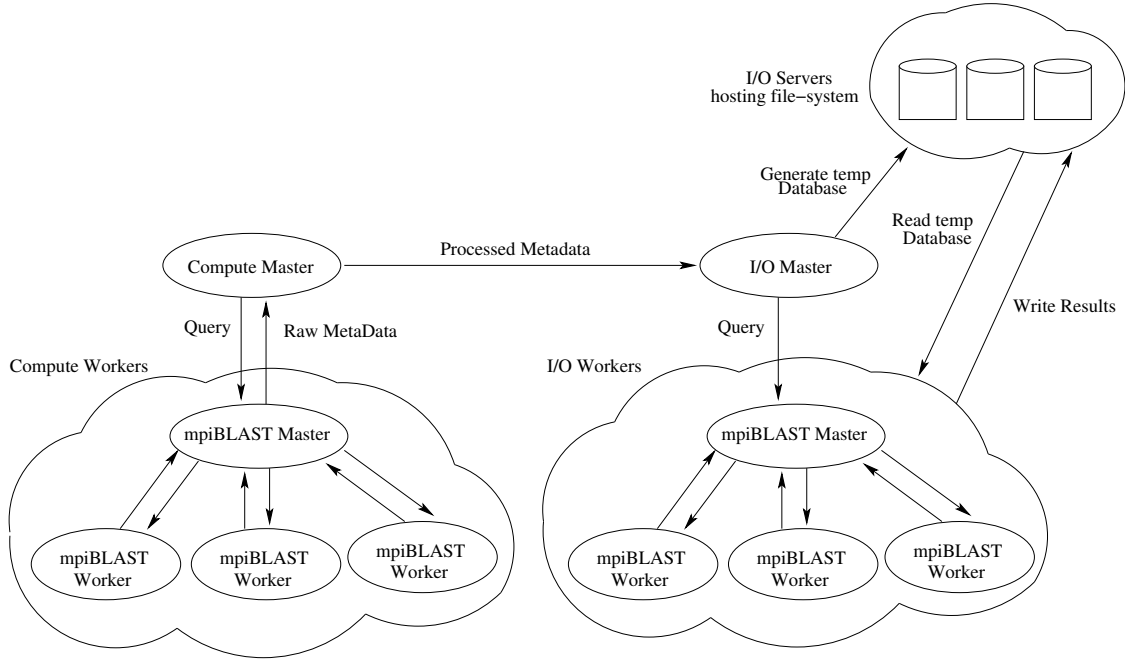 I/O Servers
hosting file−system
Generate temp
Database
Read temp
Database
Processed Metadata
Compute Master
I/O Master
Write Results
Query
Raw MetaData
Query
Compute Workers
I/O Workers
mpiBLAST Master
mpiBLAST Master
mpiBLAST
Worker
mpiBLAST
Worker
mpiBLAST
Worker
mpiBLAST
Worker
mpiBLAST
Worker
mpiBLAST
Worker